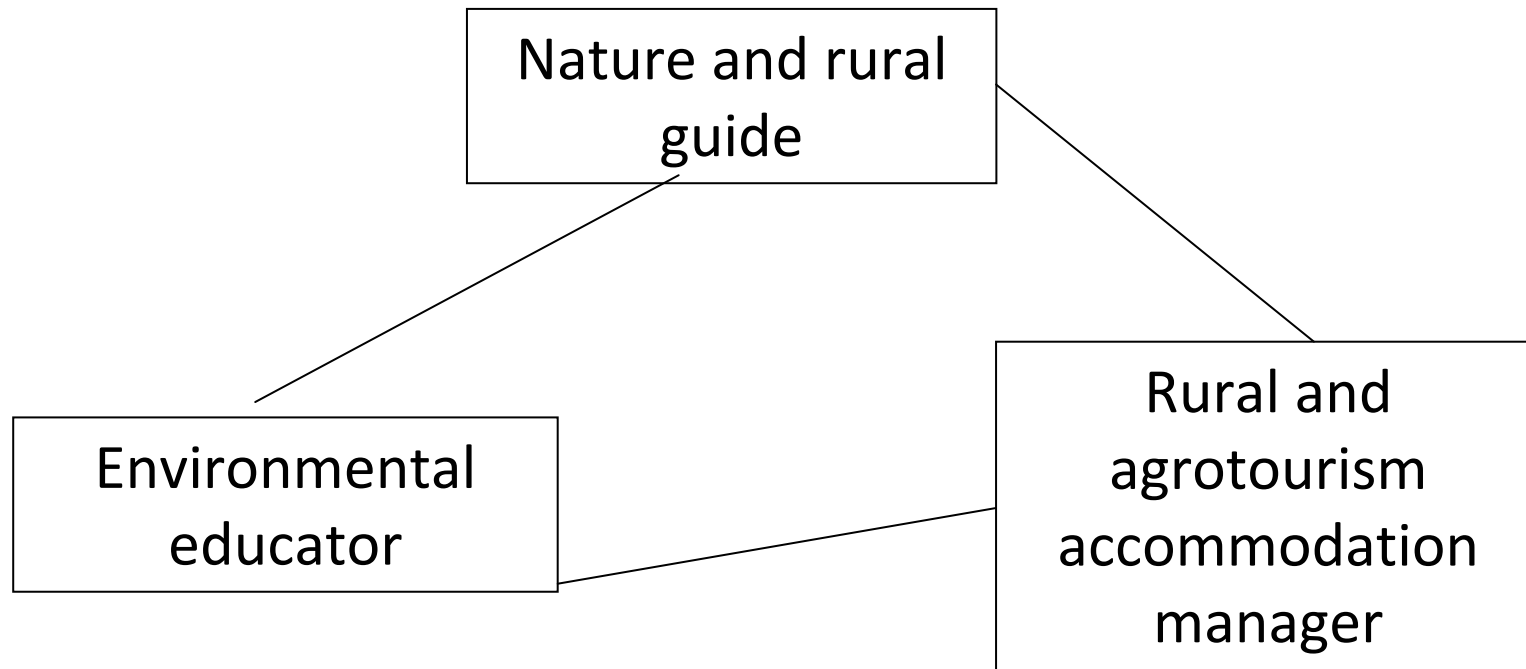 Nature and rural
guide
Environmental
educator
Rural and
agrotourism
accommodation
manager